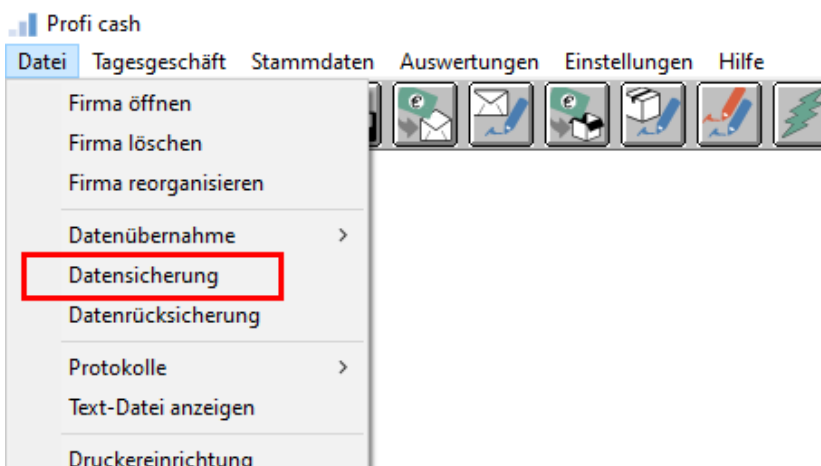 Profi cash
Datei Tagesgeschäft Stammdaten Auswertungen Einstellungen Hilfe
Firma öffnen
Firma löschen
Firma reorganisieren
Datenübernahme
Datensicherung
Datenrücksicherung
Protokolle
Text-Datei anzeigen
Druckereinrichtung